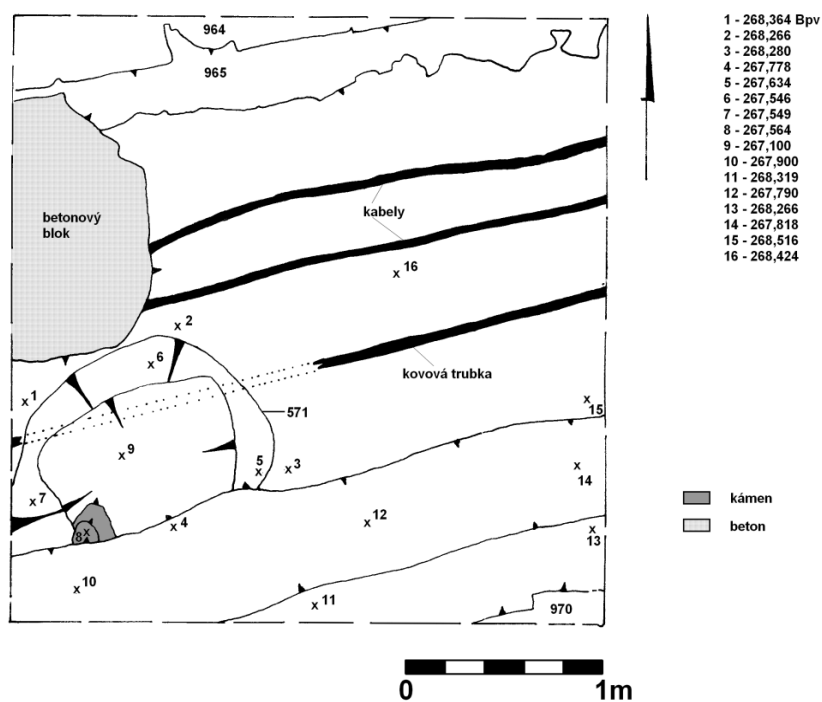 964
965
betonový
blok
kabely
x 16
x 2
x 6
kovová trubka
x 1
571
x
15
x 9
5
x
x 3
x
14
x 7
8 x
x 4
x 12
x
13
x 10
x 11
970
1 - 268,364 Bpv
2 - 268,266
3 - 268,280
4 - 267,778
5 - 267,634
6 - 267,546
7 - 267,549
8 - 267,564
9 - 267,100
10 - 267,900
11 - 268,319
12 - 267,790
13 - 268,266
14 - 267,818
15 - 268,516
16 - 268,424
kámen
beton
0 1m